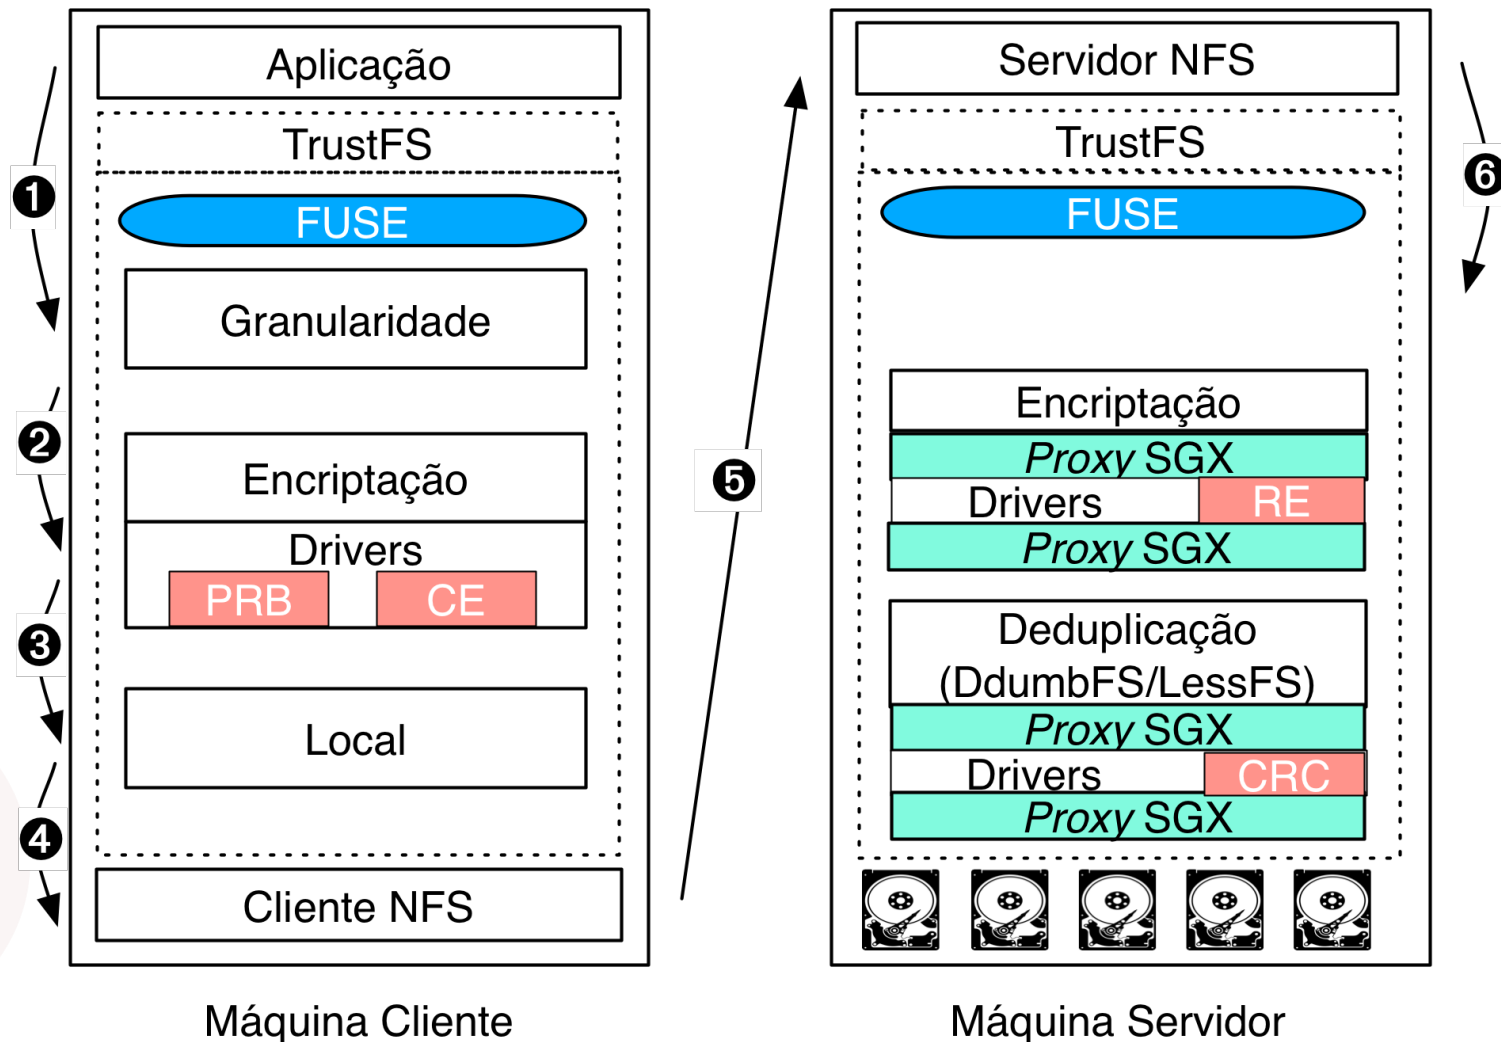 Aplicação
TrustFS
FUSE
Granularidade
Encriptação
Drivers
PRB CE
Local
Cliente NFS
Máquina Cliente
1
2
3
4
5
Servidor NFS
TrustFS
FUSE
Encriptação
Proxy SGX
Drivers RE
Proxy SGX
Deduplicação
(DdumbFS/LessFS)
Proxy SGX
Drivers CRC
Proxy SGX
Máquina Servidor
6